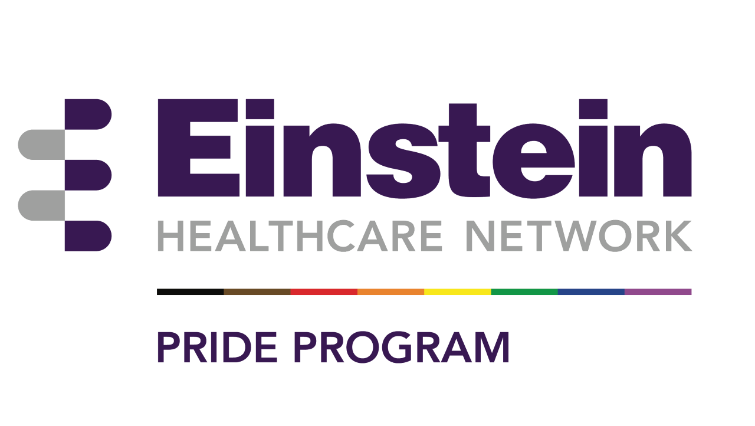 Einstein
HEALTHCARE NETWORK
PRIDE PROGRAM